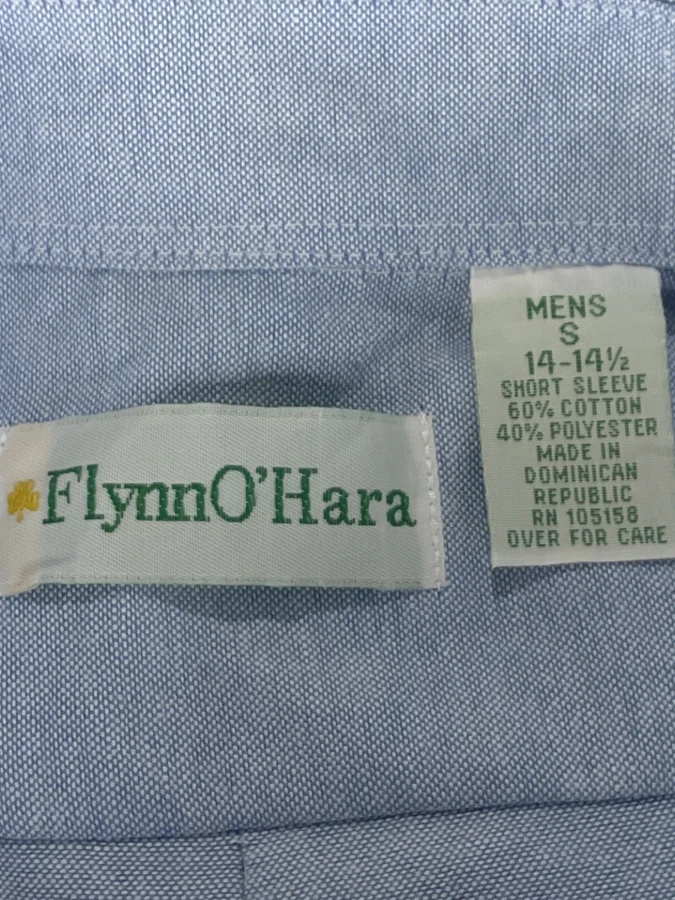 FlynnO'Hara
MENS
S
14-14½
SHORT SLEEVE
60% COTTON
40% POLYESTER
MADE IN
DOMINICAN
REPUBLIC
RN 105158
OVER FOR CARE